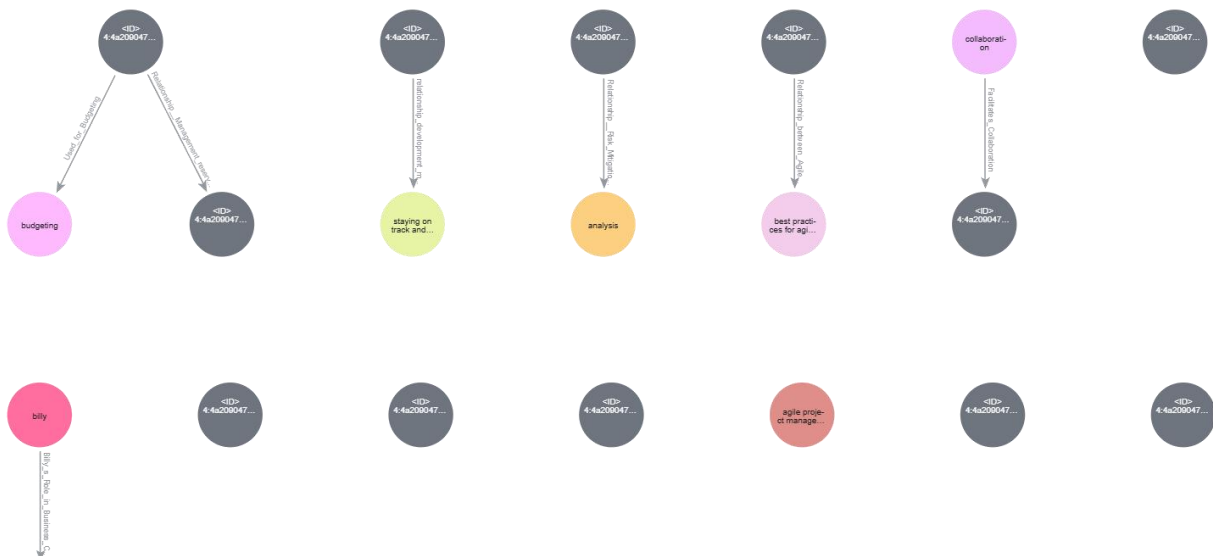 <ID>
4:4a209047...
<ID>
4:4a209047...
<ID>
4:4a209047...
<ID>
4:4a209047...
collaborati-
on
<ID>
4:4a209047...
Used_for_Budgeting
Relationship__Management_reserv...
relationship_development_m...
Relationship__Risk_Mitigatio...
Relationship_between_Agile...
Facilitates_Collaboration
budgeting
<ID>
4:4a209047...
staying on
track and...
analysis
best practi-
ces for agi...
<ID>
4:4a209047...
billy
<ID>
4:4a209047...
<ID>
4:4a209047...
<ID>
4:4a209047...
agile proje-
ct manage...
<ID>
4:4a209047...
<ID>
4:4a209047...
Billy_s_Role_in_Business_C